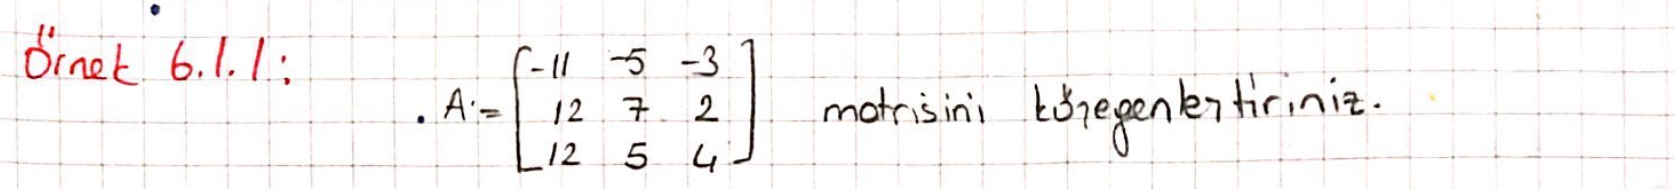 Örnek 6.1.1:
. A:= [-11 -5 -3
12 7 2
12 5 4] matrisini köşegenleştiriniz.